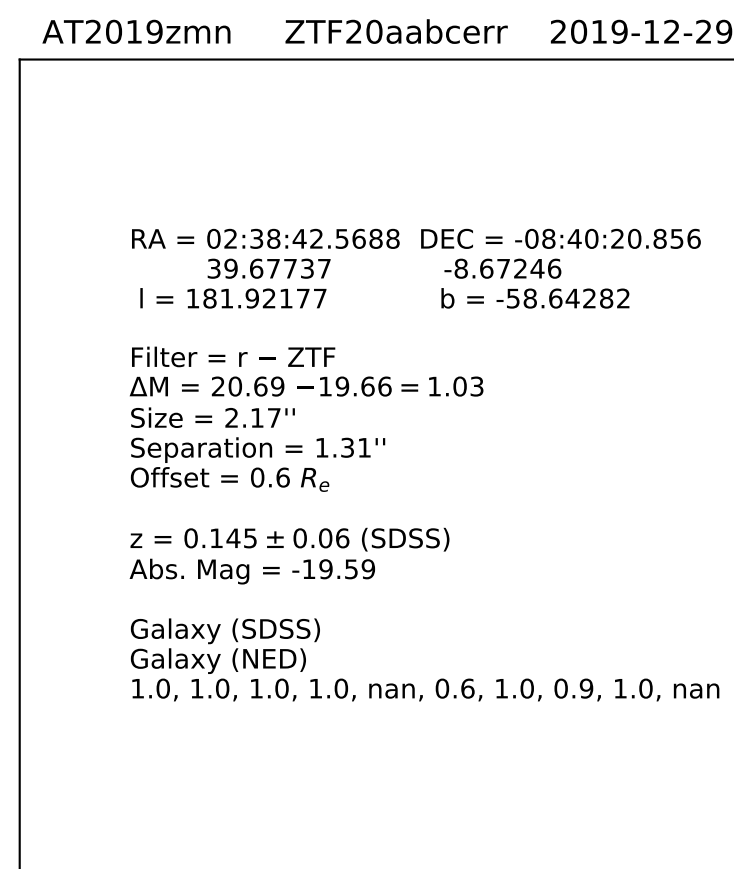 AT2019zmn ZTF20aabcerr 2019-12-29
RA = 02:38:42.5688 DEC = -08:40:20.856
39.67737 -8.67246
l = 181.92177 b = -58.64282
Filter = r − ZTF
ΔM = 20.69 −19.66 = 1.03
Size = 2.17''
Separation = 1.31''
Offset = 0.6 Re
z = 0.145 ± 0.06 (SDSS)
Abs. Mag = -19.59
Galaxy (SDSS)
Galaxy (NED)
1.0, 1.0, 1.0, 1.0, nan, 0.6, 1.0, 0.9, 1.0, nan